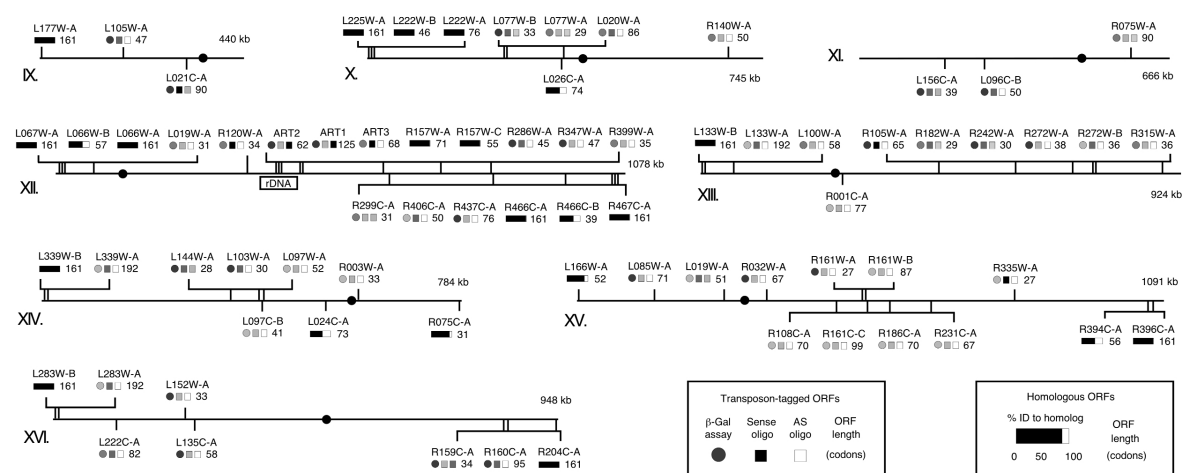 L177W-A L105W-A 440 kb
161 47
IX.
L021C-A
90
L225W-A L222W-B L222W-A L077W-B L077W-A L020W-A R140W-A
161 46 76 33 29 86 50
X. 745 kb
L026C-A
74
R075W-A
90
XI. 666 kb
L156C-A L096C-B
39 50
L067W-A L066W-B L066W-A L019W-A R120W-A ART2 ART1 ART3 R157W-A R157W-C R286W-A R347W-A R399W-A
161 57 161 31 34 62 125 68 71 55 45 47 35
1078 kb
XII. rDNA
R299C-A R406C-A R437C-A R466C-A R466C-B R467C-A
31 50 76 161 39 161
L133W-B L133W-A L100W-A R105W-A R182W-A R242W-A R272W-A R272W-B R315W-A
161 192 58 65 29 30 38 36 36
XIII. 924 kb
R001C-A
77
L339W-B L339W-A L144W-A L103W-A L097W-A R003W-A 784 kb
161 192 28 30 52 33
XIV.
L097C-B L024C-A R075C-A
41 73 31
L166W-A L085W-A L019W-A R032W-A R161W-A R161W-B R335W-A 1091 kb
52 71 51 67 27 87 27
XV.
R108C-A R161C-C R186C-A R231C-A R394C-A R396C-A
70 99 70 67 56 161
L283W-B L283W-A L152W-A 948 kb
161 192 33
XVI.
L222C-A L135C-A R159C-A R160C-A R204C-A
82 58 34 95 161
Transposon-tagged ORFs
β-Gal Sense AS ORF
assay oligo oligo length
(codons)
Homologous ORFs
% ID to homolog ORF
length
0 50 100 (codons)